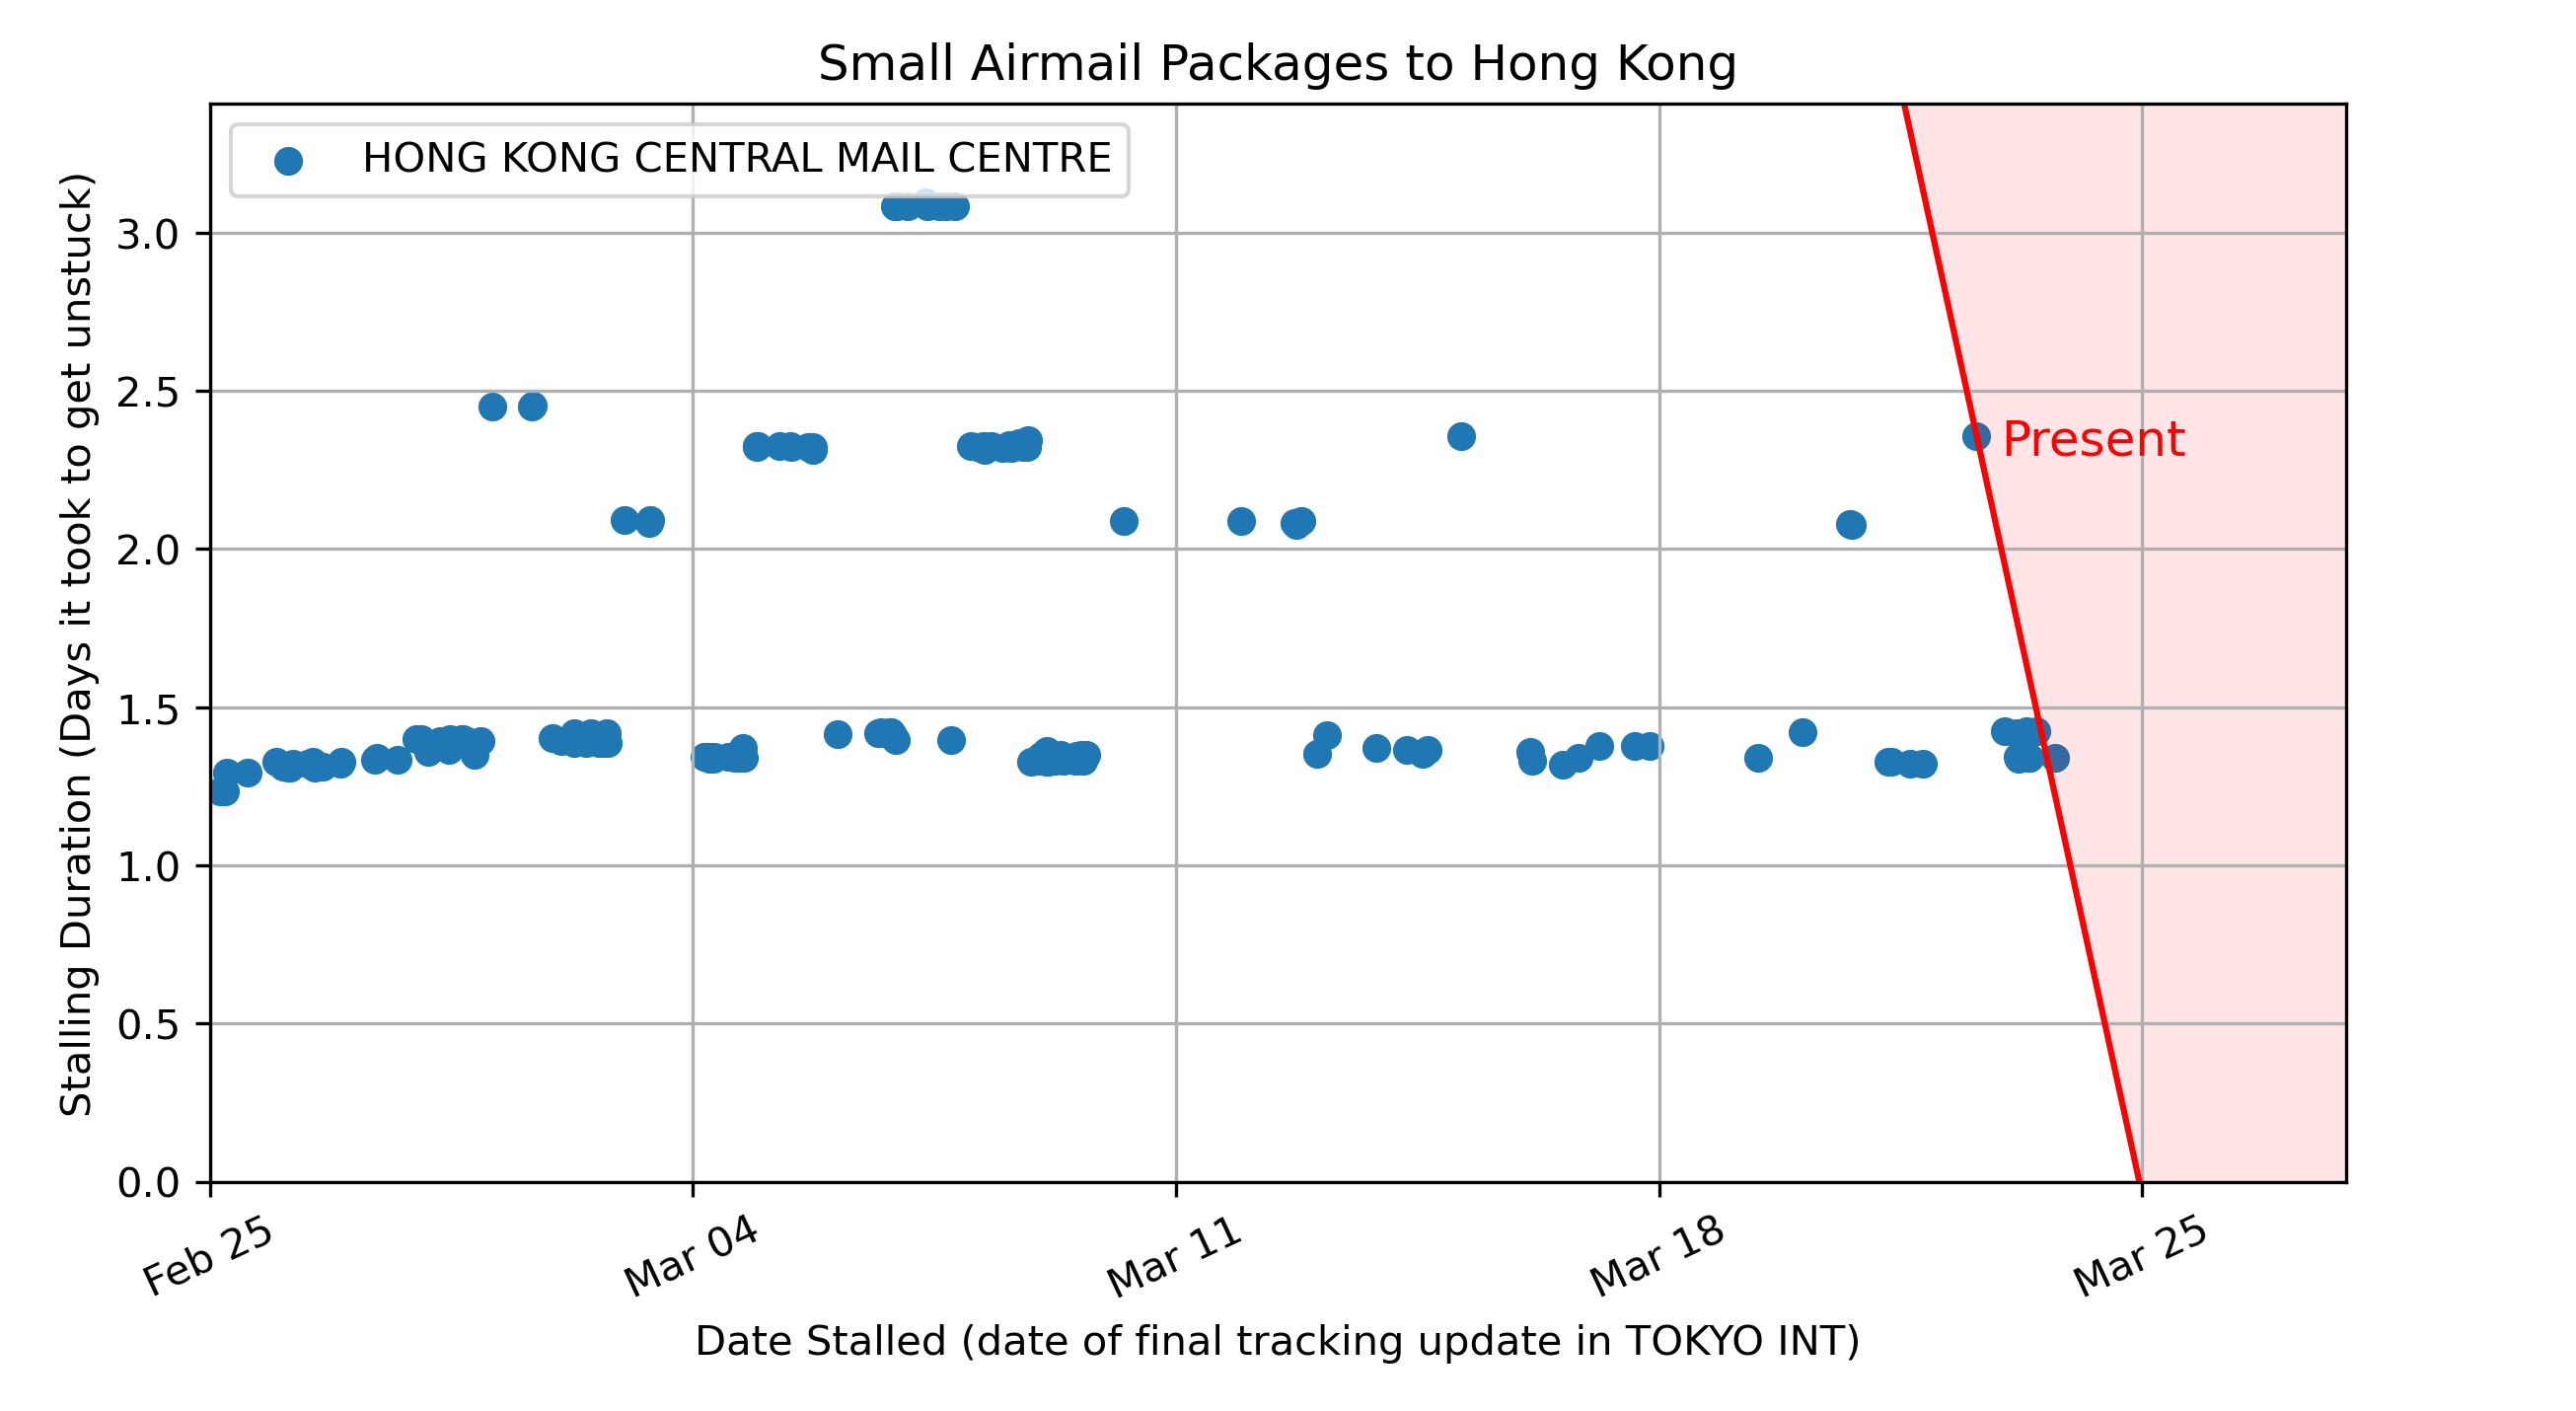 Small Airmail Packages to Hong Kong
HONG KONG CENTRAL MAIL CENTRE
Stalling Duration (Days it took to get unstuck)
3.0
2.5
2.0
1.5
1.0
0.5
0.0
Present
Feb 25
Mar 04
Mar 11
Mar 18
Mar 25
Date Stalled (date of final tracking update in TOKYO INT)